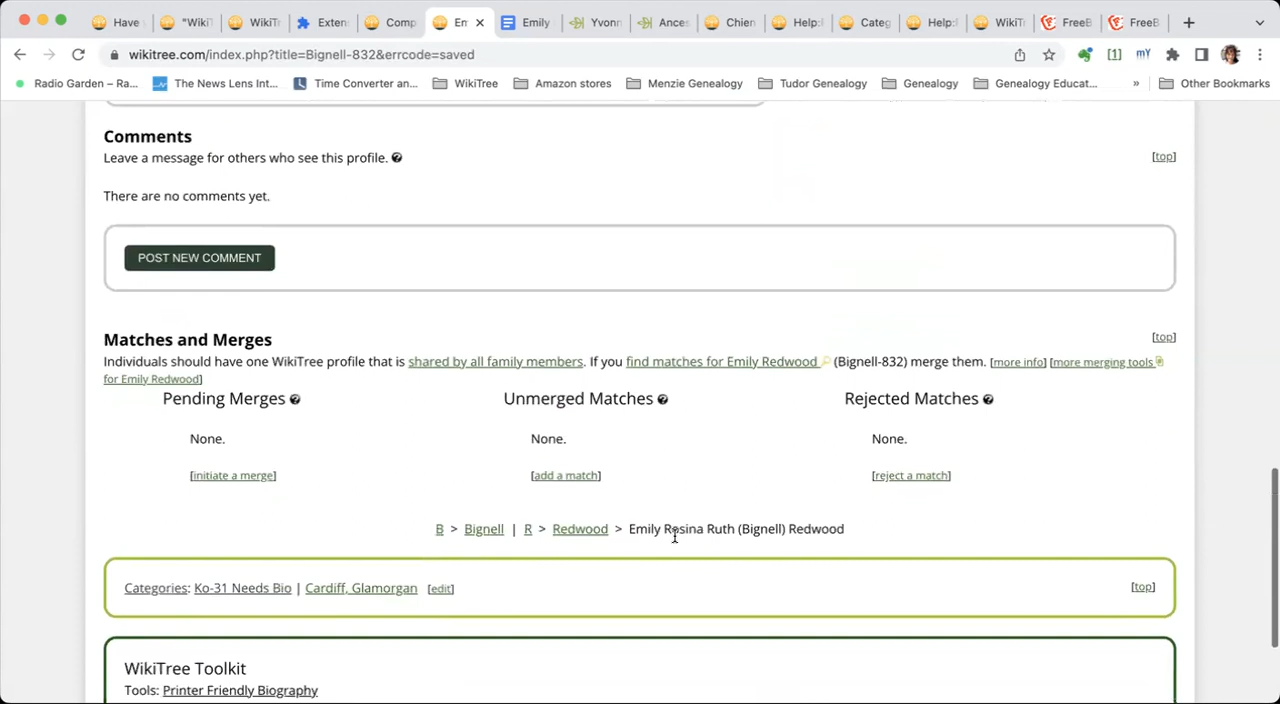 Have
"WikiT
WikiTr
Exten
Comp
Em
Emily
Yvonn
Ances
Chien
Help:
Categ
Help:
WikiTr
FreeB
FreeB
wikitree.com/index.php?title=Bignell-832&errcode=saved
[1]
mY
Radio Garden – Ra...
The News Lens Int...
Time Converter an...
WikiTree
Amazon stores
Menzie Genealogy
Tudor Genealogy
Genealogy
Genealogy Educat...
»
Other Bookmarks
Comments
Leave a message for others who see this profile.
[top]
There are no comments yet.
POST NEW COMMENT
Matches and Merges
[top]
Individuals should have one WikiTree profile that is shared by all family members. If you find matches for Emily Redwood (Bignell-832) merge them. [more info] [more merging tools
for Emily Redwood]
Pending Merges Unmerged Matches Rejected Matches
None. None. None.
[initiate a merge] [add a match] [reject a match]
B > Bignell | R > Redwood > Emily Rosina Ruth (Bignell) Redwood
Categories: Ko-31 Needs Bio | Cardiff, Glamorgan [edit]
[top]
WikiTree Toolkit
Tools: Printer Friendly Biography